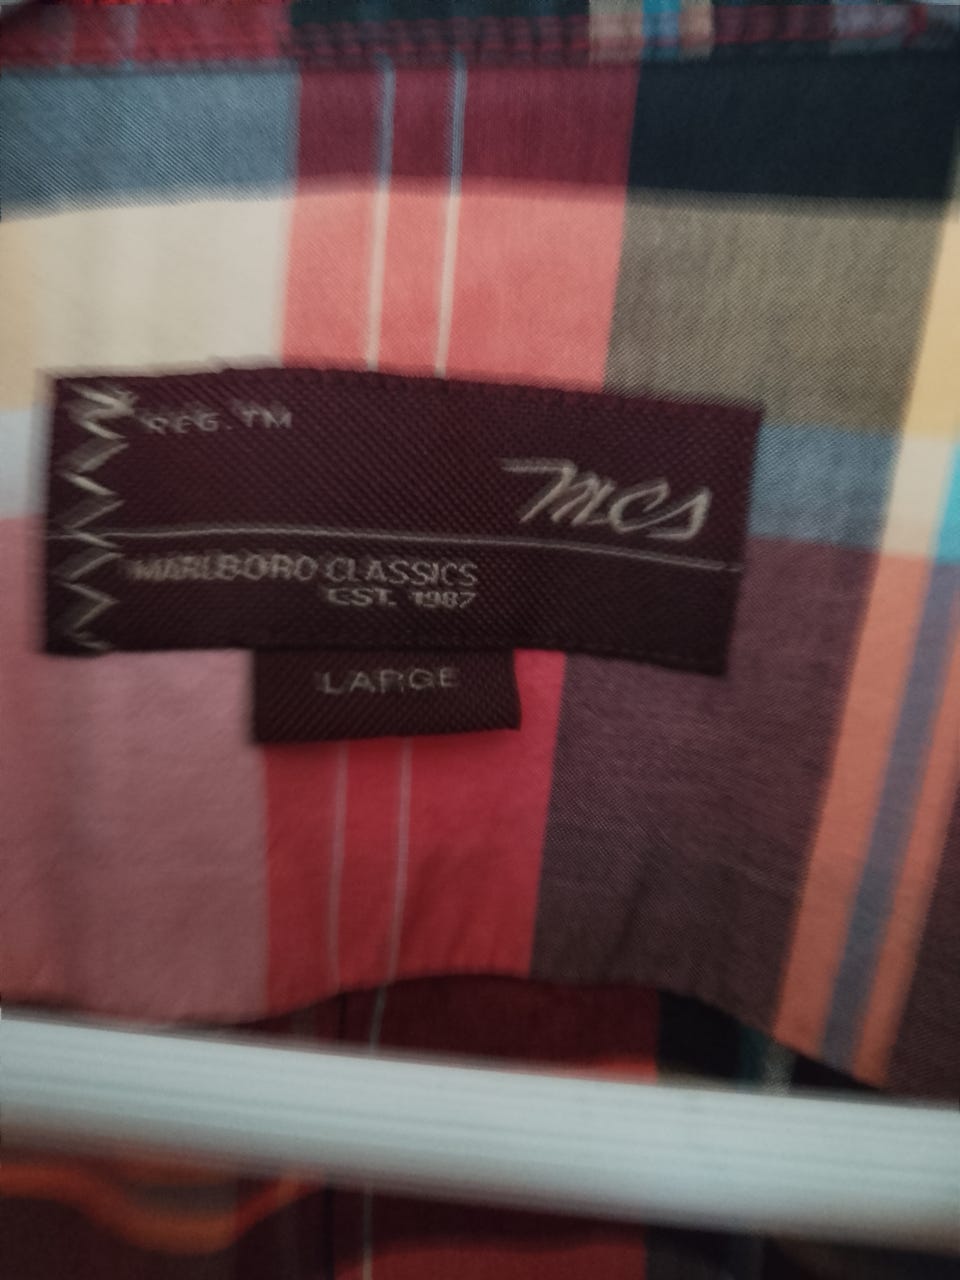 REG. TM
MCS
MARLBORO CLASSICS
EST. 1987
LARGE